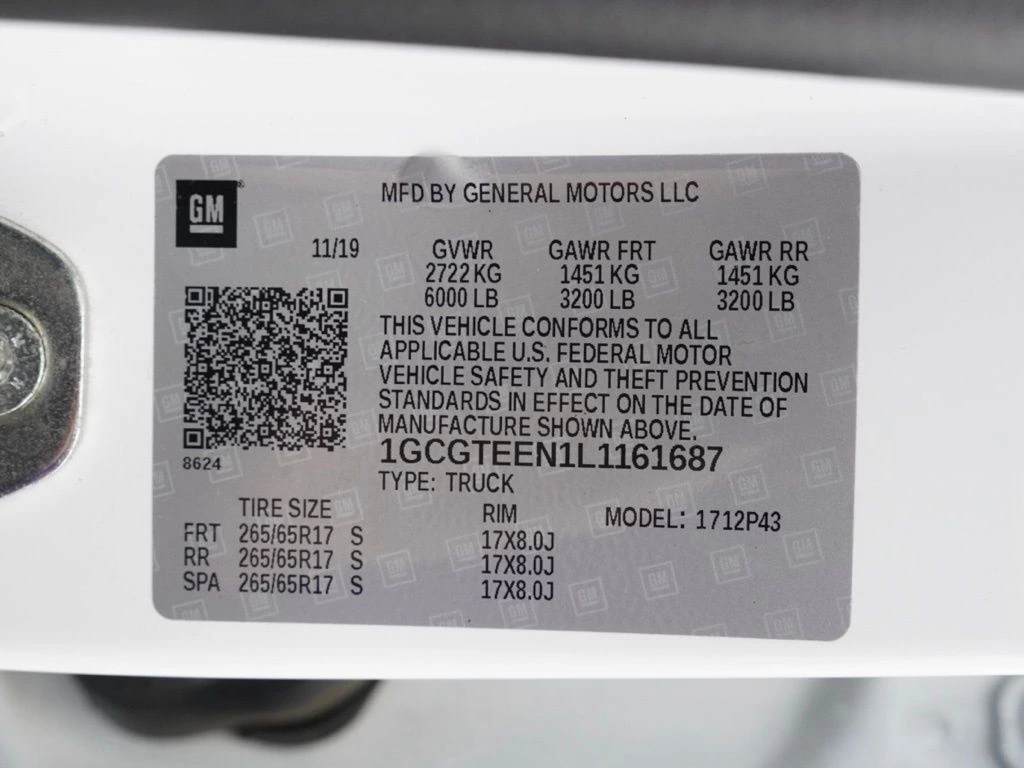 GM
MFD BY GENERAL MOTORS LLC
11/19 GVWR GAWR FRT GAWR RR
2722 KG 1451 KG 1451 KG
6000 LB 3200 LB 3200 LB
THIS VEHICLE CONFORMS TO ALL
APPLICABLE U.S. FEDERAL MOTOR
VEHICLE SAFETY AND THEFT PREVENTION
STANDARDS IN EFFECT ON THE DATE OF
MANUFACTURE SHOWN ABOVE.
8624
1GCGTEEN1L1161687
TYPE: TRUCK
TIRE SIZE RIM MODEL: 1712P43
FRT 265/65R17 S 17X8.0J
RR 265/65R17 S 17X8.0J
SPA 265/65R17 S 17X8.0J